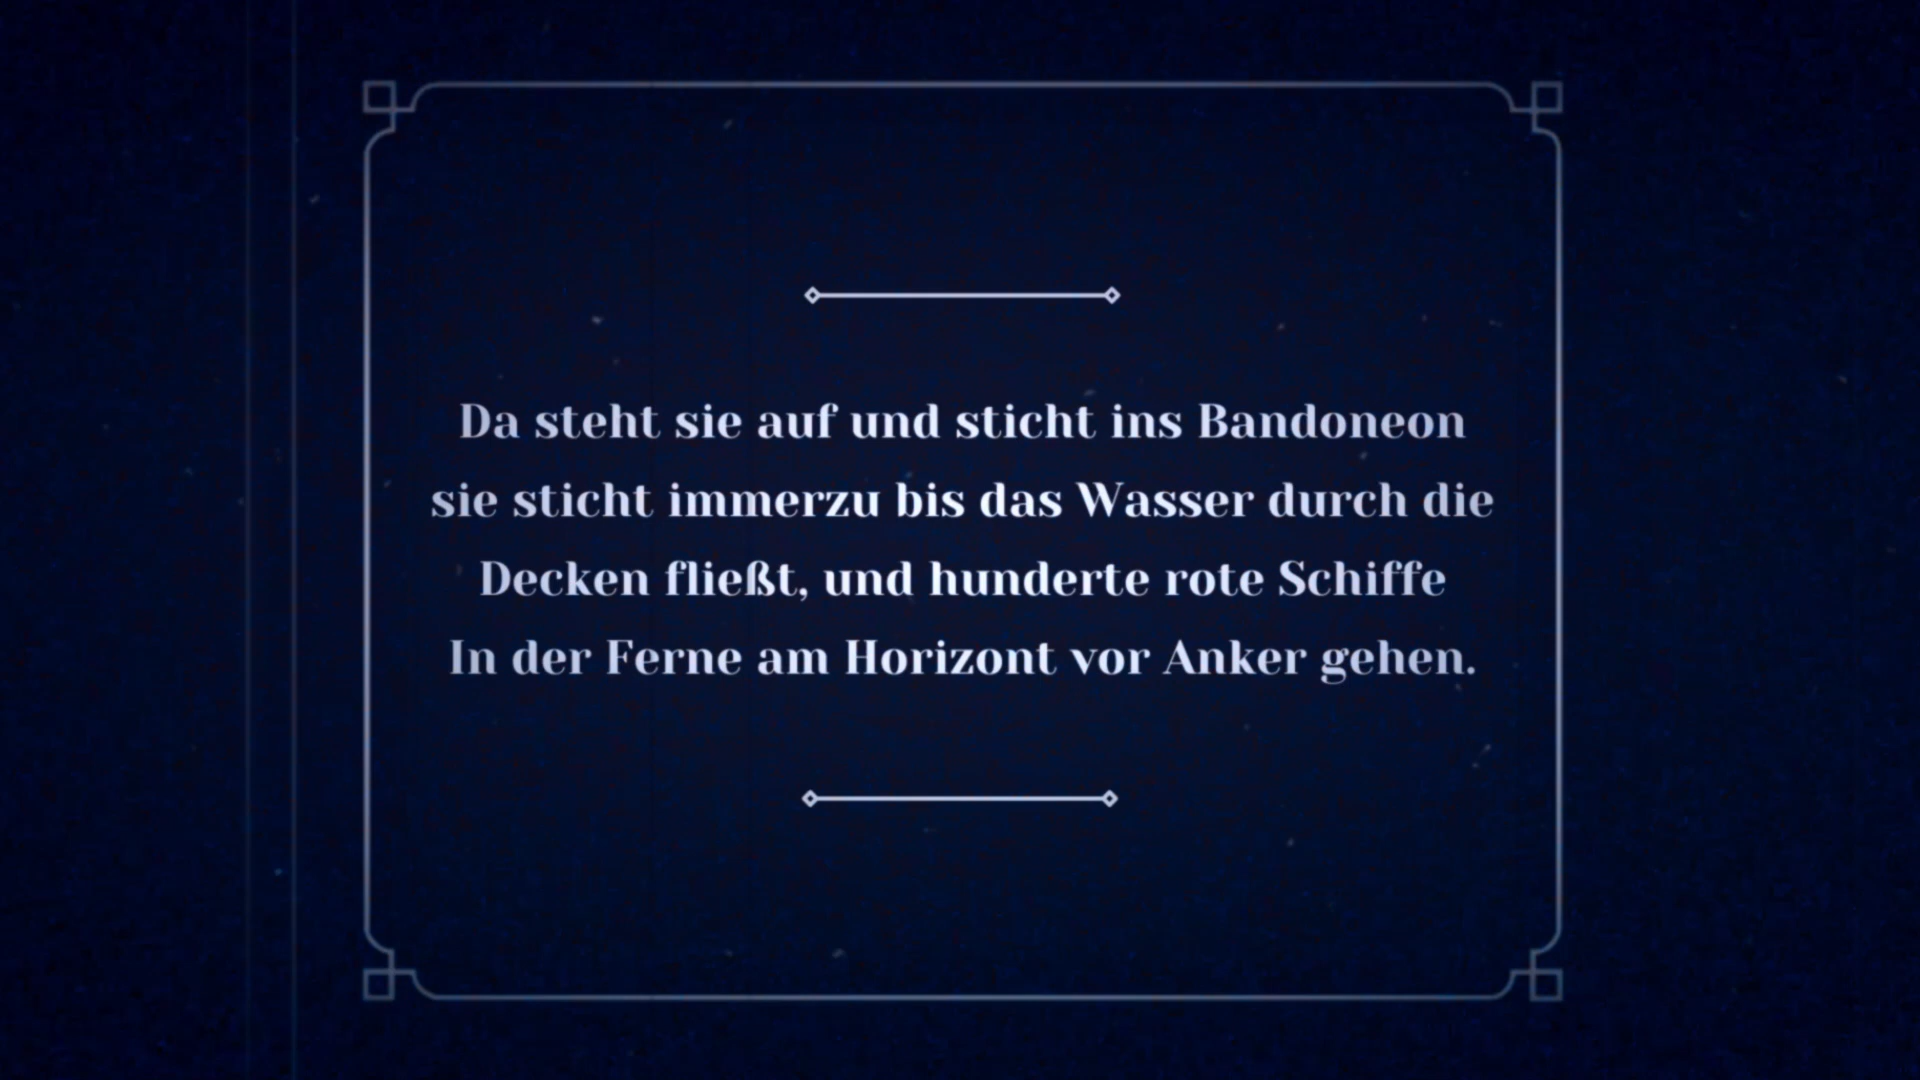 Da steht sie auf und sticht ins Bandoneon
sie sticht immerzu bis das Wasser durch die
Decken fließt, und hunderte rote Schiffe
In der Ferne am Horizont vor Anker gehen.